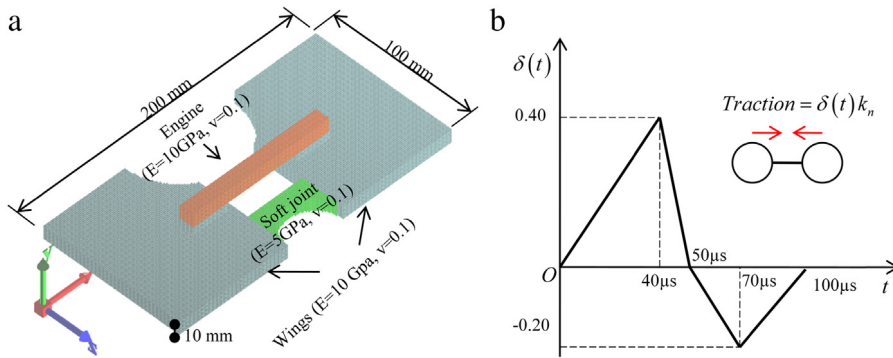 a
200 mm
100 mm
Engine
(E=10GPa, v=0.1)
Soft joint
(E=5GPa, v=0.1)
Wings (E=10 Gpa, v=0.1)
10 mm
b
δ(t)
0.40
Traction = δ(t)kₙ
O
40μs
50μs
70μs
100μs
t
-0.20